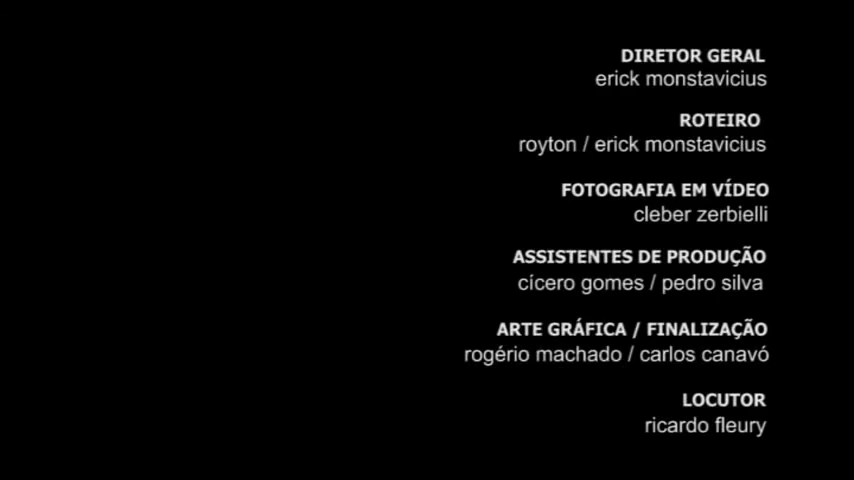 DIRETOR GERAL
erick monstavicius
ROTEIRO
royton / erick monstavicius
FOTOGRAFIA EM VÍDEO
cleber zerbielli
ASSISTENTES DE PRODUÇÃO
cícero gomes / pedro silva
ARTE GRÁFICA / FINALIZAÇÃO
rogério machado / carlos canavó
LOCUTOR
ricardo fleury